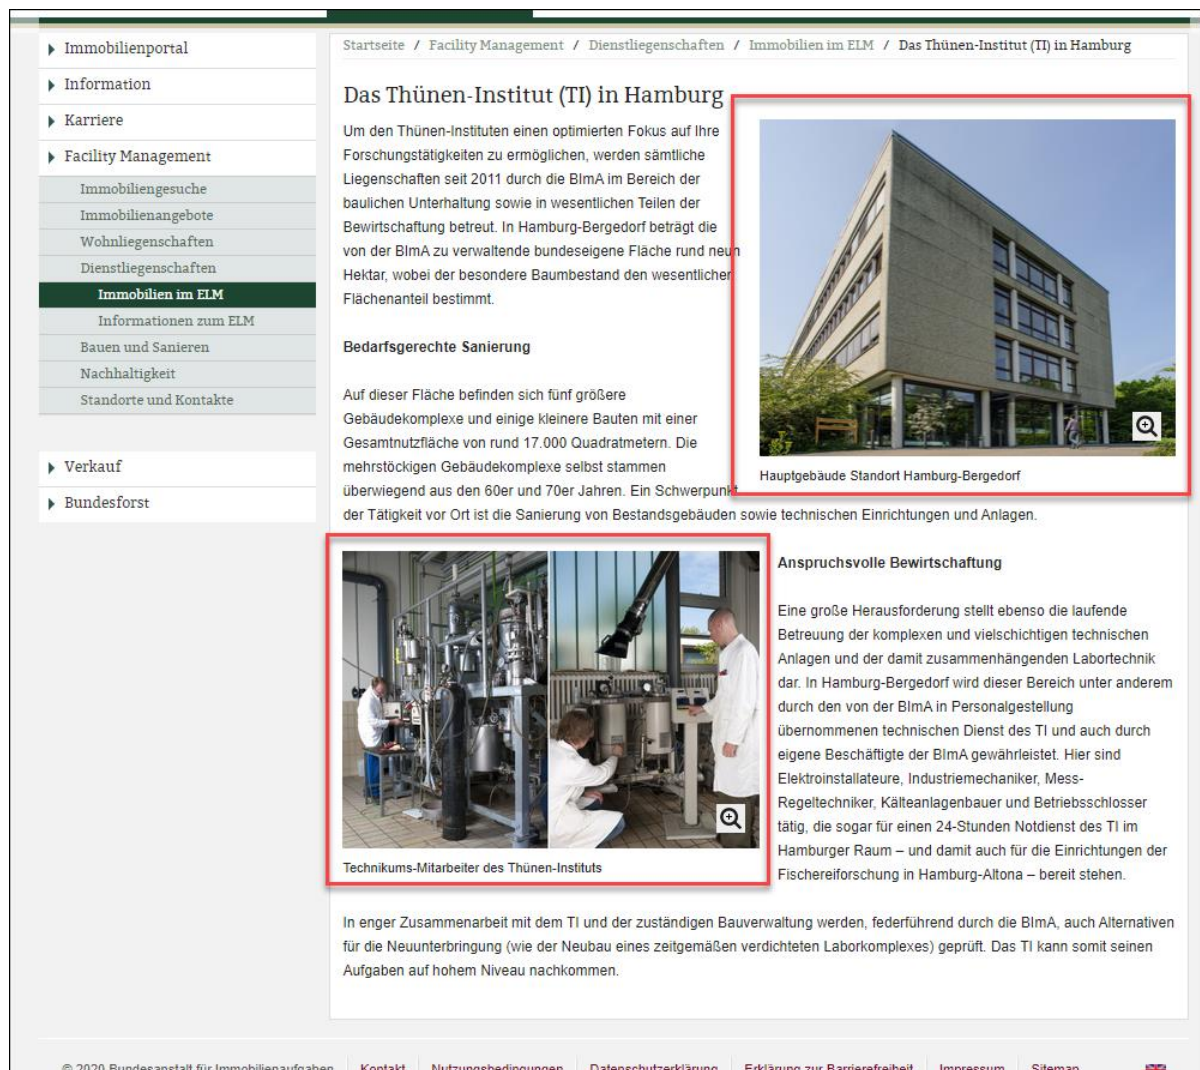 Immobilienportal
Information
Karriere
Facility Management
Immobiliengesuche
Immobilienangebote
Wohnliegenschaften
Dienstliegenschaften
Immobilien im ELM
Informationen zum ELM
Bauen und Sanieren
Nachhaltigkeit
Standorte und Kontakte
Verkauf
Bundesforst
Startseite / Facility Management / Dienstliegenschaften / Immobilien im ELM / Das Thünen-Institut (TI) in Hamburg
Das Thünen-Institut (TI) in Hamburg
Um den Thünen-Instituten einen optimierten Fokus auf Ihre
Forschungstätigkeiten zu ermöglichen, werden sämtliche
Liegenschaften seit 2011 durch die BImA im Bereich der
baulichen Unterhaltung sowie in wesentlichen Teilen der
Bewirtschaftung betreut. In Hamburg-Bergedorf beträgt die
von der BImA zu verwaltende bundeseigene Fläche rund neun
Hektar, wobei der besondere Baumbestand den wesentlichen
Flächenanteil bestimmt.
Bedarfsgerechte Sanierung
Auf dieser Fläche befinden sich fünf größere
Gebäudekomplexe und einige kleinere Bauten mit einer
Gesamtnutzfläche von rund 17.000 Quadratmetern. Die
mehrstöckigen Gebäudekomplexe selbst stammen
überwiegend aus den 60er und 70er Jahren. Ein Schwerpunkt
der Tätigkeit vor Ort ist die Sanierung von Bestandsgebäuden sowie technischen Einrichtungen und Anlagen.
Hauptgebäude Standort Hamburg-Bergedorf
Technikums-Mitarbeiter des Thünen-Instituts
Anspruchsvolle Bewirtschaftung
Eine große Herausforderung stellt ebenso die laufende
Betreuung der komplexen und vielschichtigen technischen
Anlagen und der damit zusammenhängenden Labortechnik
dar. In Hamburg-Bergedorf wird dieser Bereich unter anderem
durch den von der BImA in Personalgestellung
übernommenen technischen Dienst des TI und auch durch
eigene Beschäftigte der BImA gewährleistet. Hier sind
Elektroinstallateure, Industriemechaniker, Mess-
Regeltechniker, Kälteanlagenbauer und Betriebsschlosser
tätig, die sogar für einen 24-Stunden Notdienst des TI im
Hamburger Raum – und damit auch für die Einrichtungen der
Fischereiforschung in Hamburg-Altona – bereit stehen.
In enger Zusammenarbeit mit dem TI und der zuständigen Bauverwaltung werden, federführend durch die BImA, auch Alternativen
für die Neuunterbringung (wie der Neubau eines zeitgemäßen verdichteten Laborkomplexes) geprüft. Das TI kann somit seinen
Aufgaben auf hohem Niveau nachkommen.
© 2020 Bundesanstalt für Immobilienaufgaben Kontakt Nutzungsbedingungen Datenschutzerklärung Erklärung zur Barrierefreiheit Impressum Sitemap